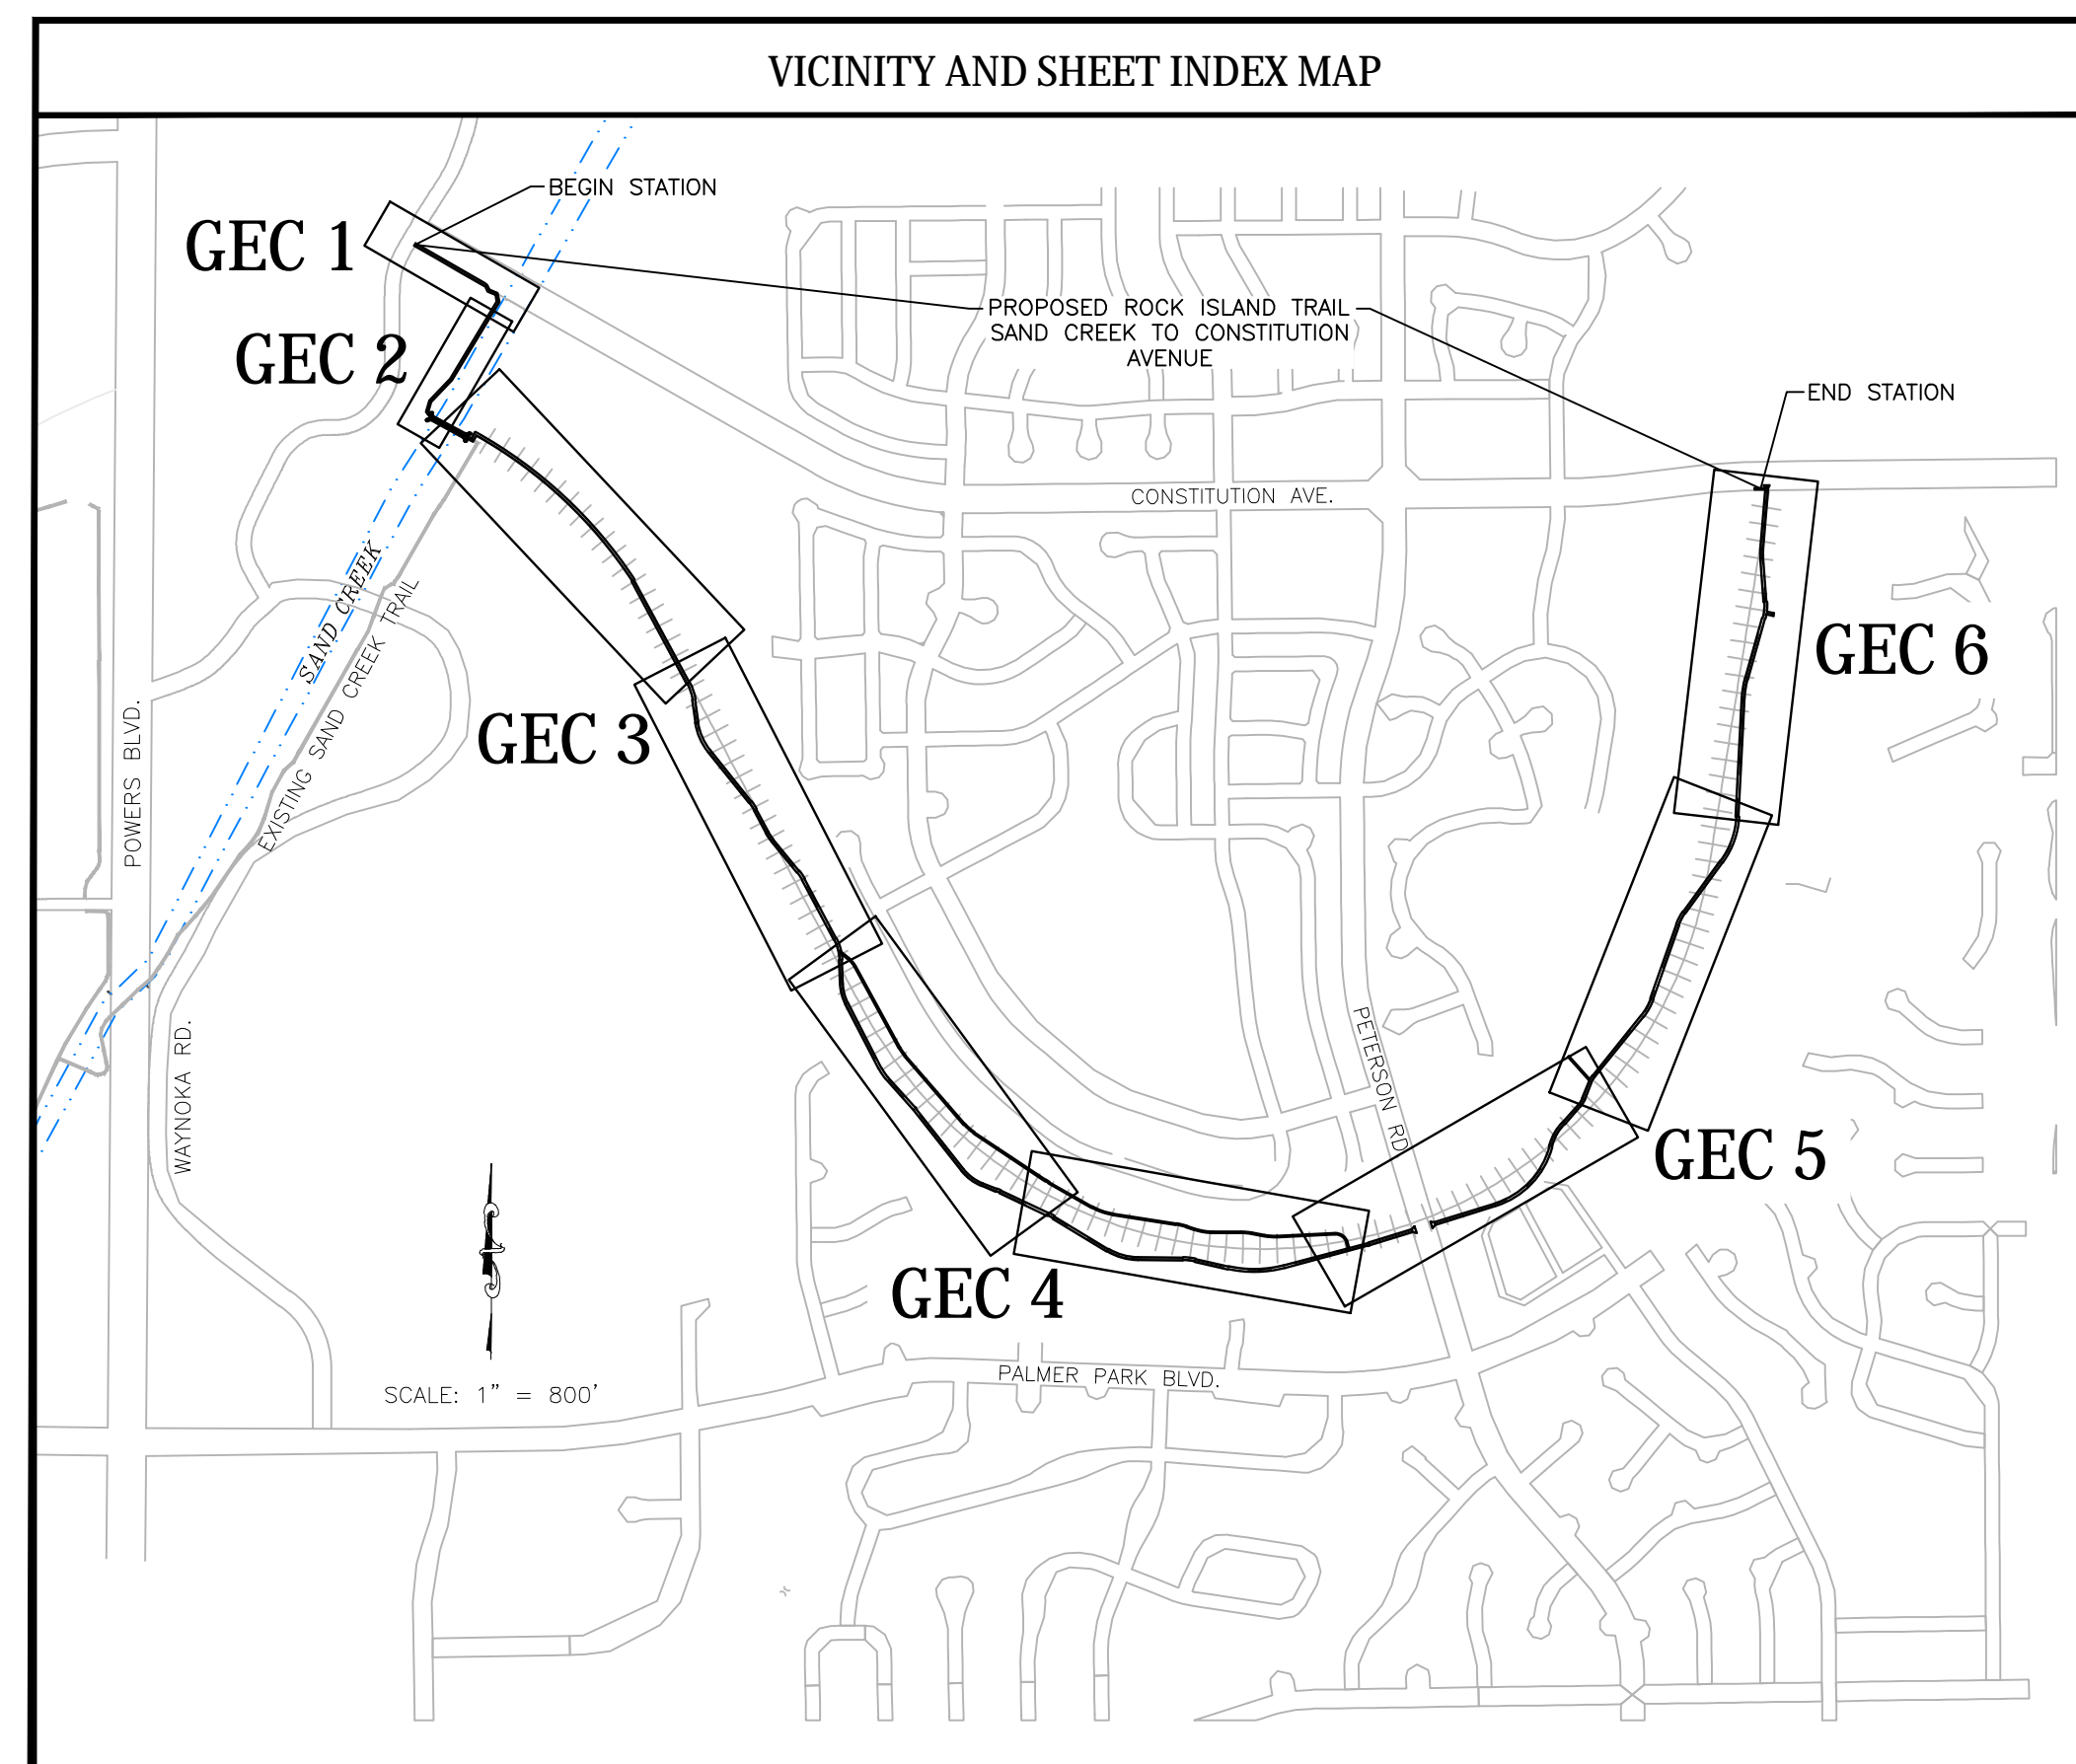 VICINITY AND SHEET INDEX MAP
BEGIN STATION
GEC 1
PROPOSED ROCK ISLAND TRAIL
SAND CREEK TO CONSTITUTION
AVENUE
GEC 2
END STATION
CONSTITUTION AVE.
SAND CREEK
EXISTING SAND CREEK TRAIL
GEC 6
POWERS BLVD.
GEC 3
WAYNOKA RD.
PETERSON RD
GEC 5
GEC 4
PALMER PARK BLVD.
SCALE: 1" = 800'